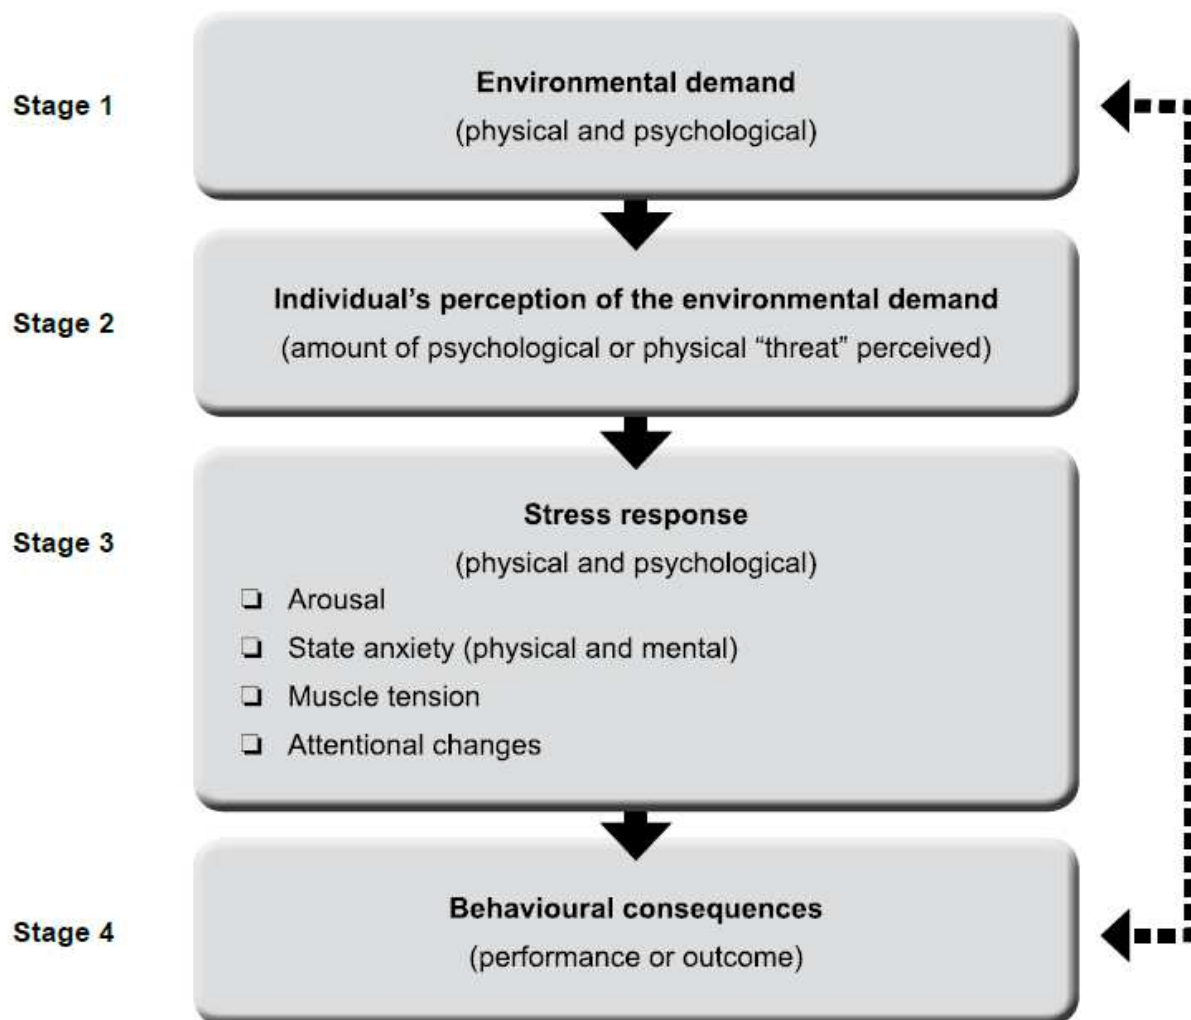 Stage 1
Environmental demand
(physical and psychological)
Stage 2
Individual’s perception of the environmental demand
(amount of psychological or physical “threat” perceived)
Stage 3
Stress response
(physical and psychological)
❏ Arousal
❏ State anxiety (physical and mental)
❏ Muscle tension
❏ Attentional changes
Stage 4
Behavioural consequences
(performance or outcome)